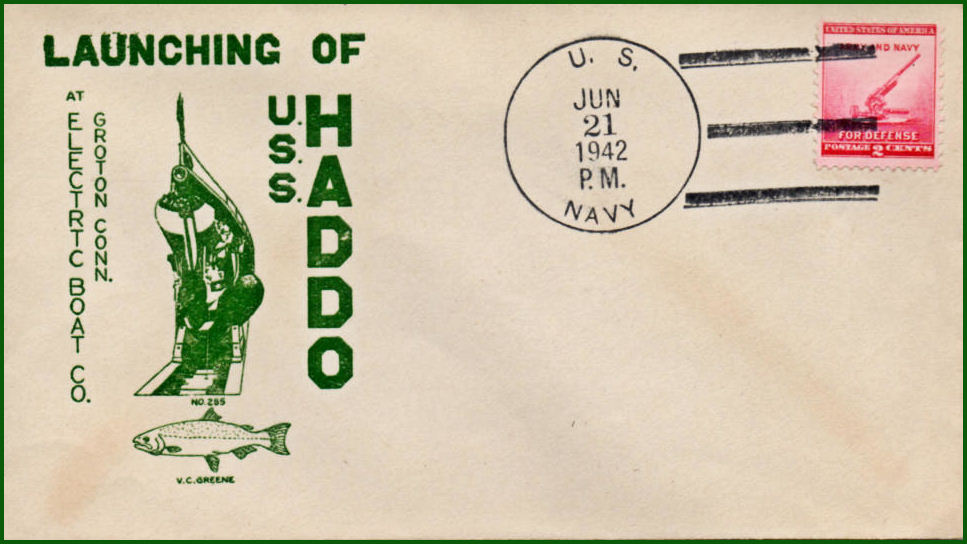 LAUNCHING OF
AT
ELECTRTC BOAT CO.
GROTON CONN.
U.S.S.
HADDO
NO.255
V.C.GREENE
U. S.
JUN
21
1942
P.M.
NAVY
UNITED STATES OF AMERICA
ARMY AND NAVY
FOR DEFENSE
POSTAGE 2 CENTS